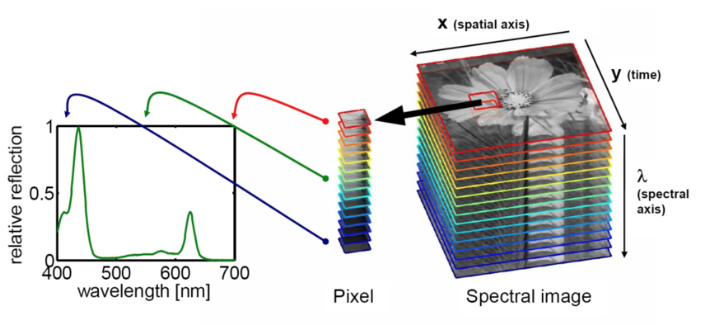 x (spatial axis)
y (time)
λ
(spectral
axis)
relative reflection
1
0.5
0
400 500 600 700
wavelength [nm]
Pixel
Spectral image